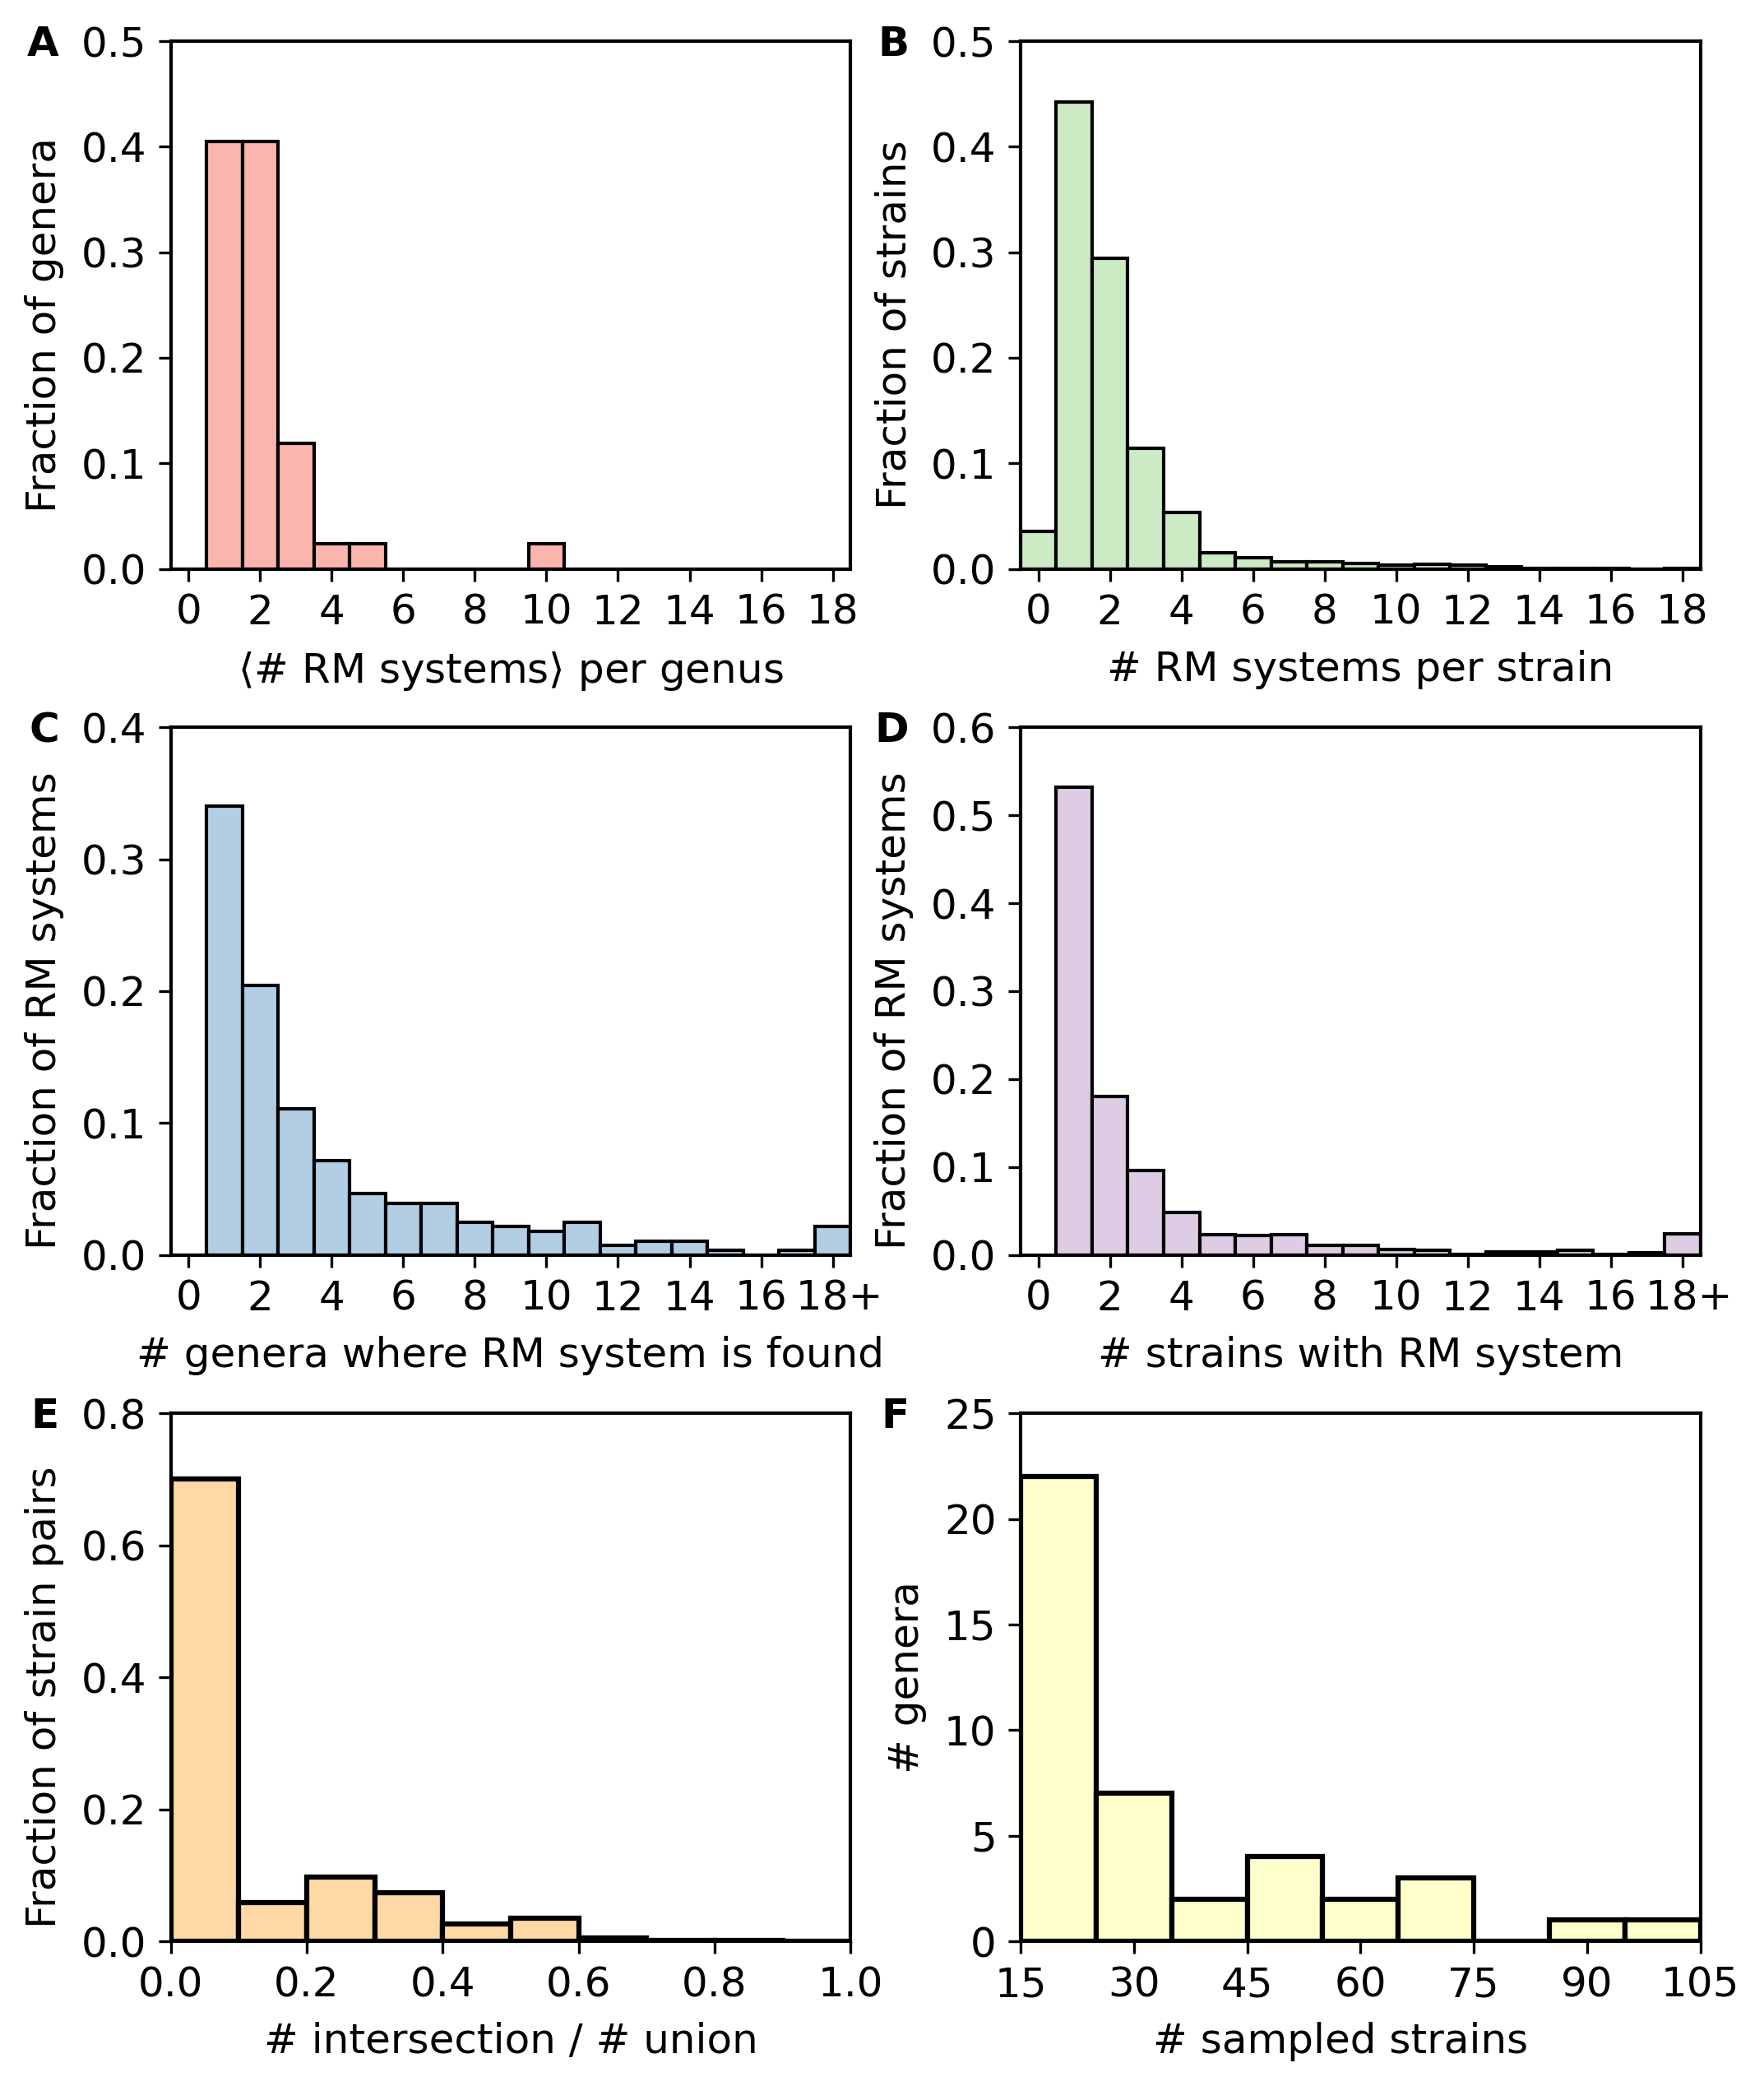 A
0.5
0.4
0.3
0.2
0.1
0.0
Fraction of genera
0 2 4 6 8 10 12 14 16 18
⟨# RM systems⟩ per genus
B
0.5
0.4
0.3
0.2
0.1
0.0
Fraction of strains
0 2 4 6 8 10 12 14 16 18
# RM systems per strain
C
0.4
0.3
0.2
0.1
0.0
Fraction of RM systems
0 2 4 6 8 10 12 14 16 18+
# genera where RM system is found
D
0.6
0.5
0.4
0.3
0.2
0.1
0.0
Fraction of RM systems
0 2 4 6 8 10 12 14 16 18+
# strains with RM system
E
0.8
0.6
0.4
0.2
0.0
Fraction of strain pairs
0.0 0.2 0.4 0.6 0.8 1.0
# intersection / # union
F
25
20
15
10
5
0
# genera
15 30 45 60 75 90 105
# sampled strains